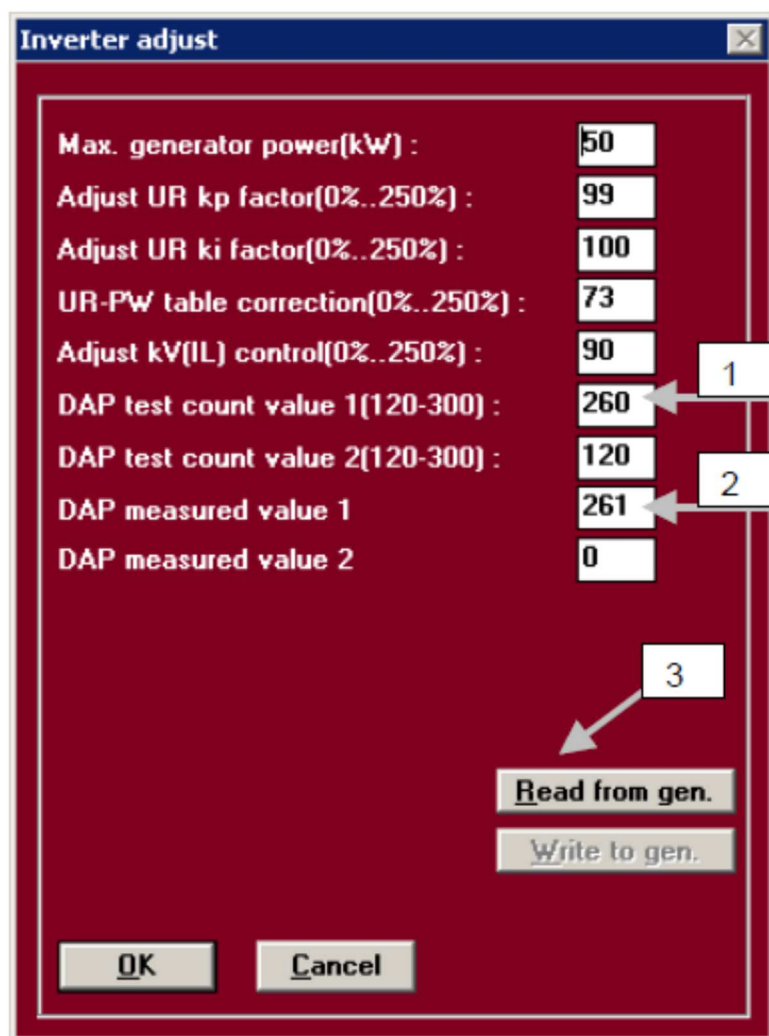 Inverter adjust
Max. generator power(kW) : 50
Adjust UR kp factor(0%..250%) : 99
Adjust UR ki factor(0%..250%) : 100
UR-PW table correction(0%..250%) : 73
Adjust kV(IL) control(0%..250%) : 90
1
DAP test count value 1(120-300) : 260
DAP test count value 2(120-300) : 120
2
DAP measured value 1 261
DAP measured value 2 0
3
Read from gen.
Write to gen.
OK Cancel